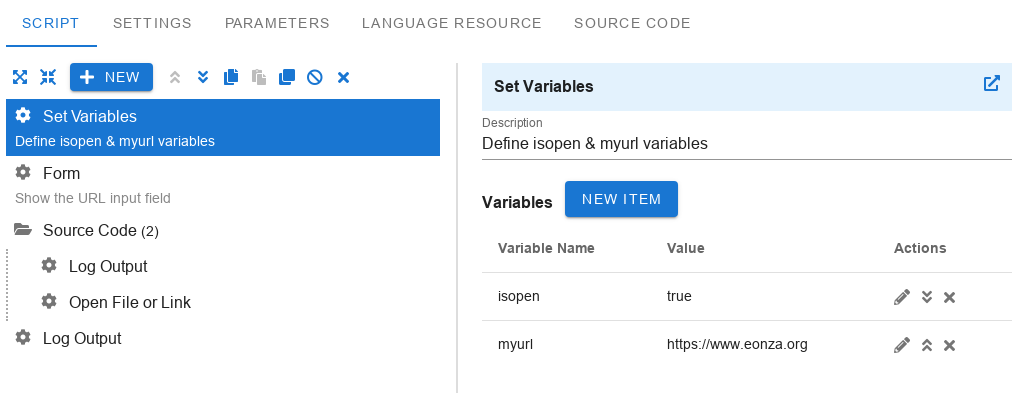 SCRIPT SETTINGS PARAMETERS LANGUAGE RESOURCE SOURCE CODE
NEW
Set Variables
Define isopen & myurl variables
Form
Show the URL input field
Source Code (2)
Log Output
Open File or Link
Log Output
Set Variables
Description
Define isopen & myurl variables
Variables NEW ITEM
Variable Name Value Actions
isopen true
myurl https://www.eonza.org